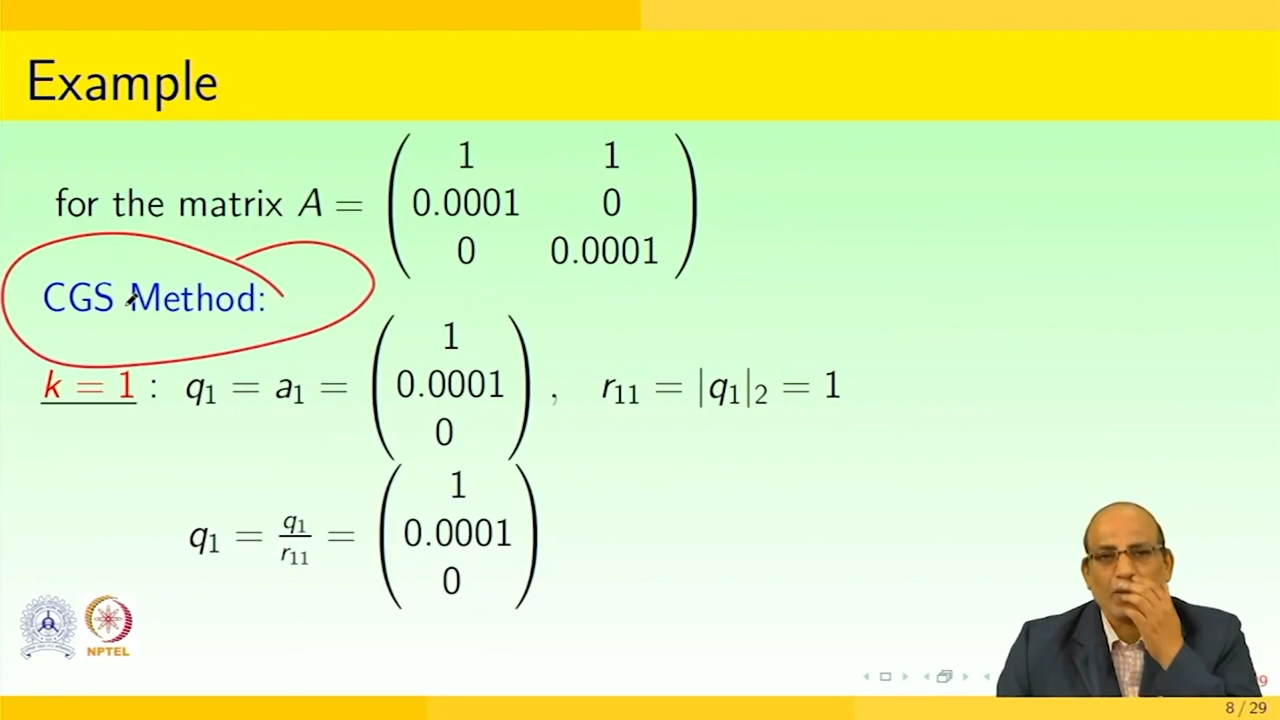 Example
for the matrix A = ( 1 1
0.0001 0
0 0.0001 )
CGS Method:
k = 1 : q₁ = a₁ = ( 1
0.0001
0 ) , r₁₁ = |q₁|₂ = 1
q₁ = q₁/r₁₁ = ( 1
0.0001
0 )
NPTEL
9
8 / 29